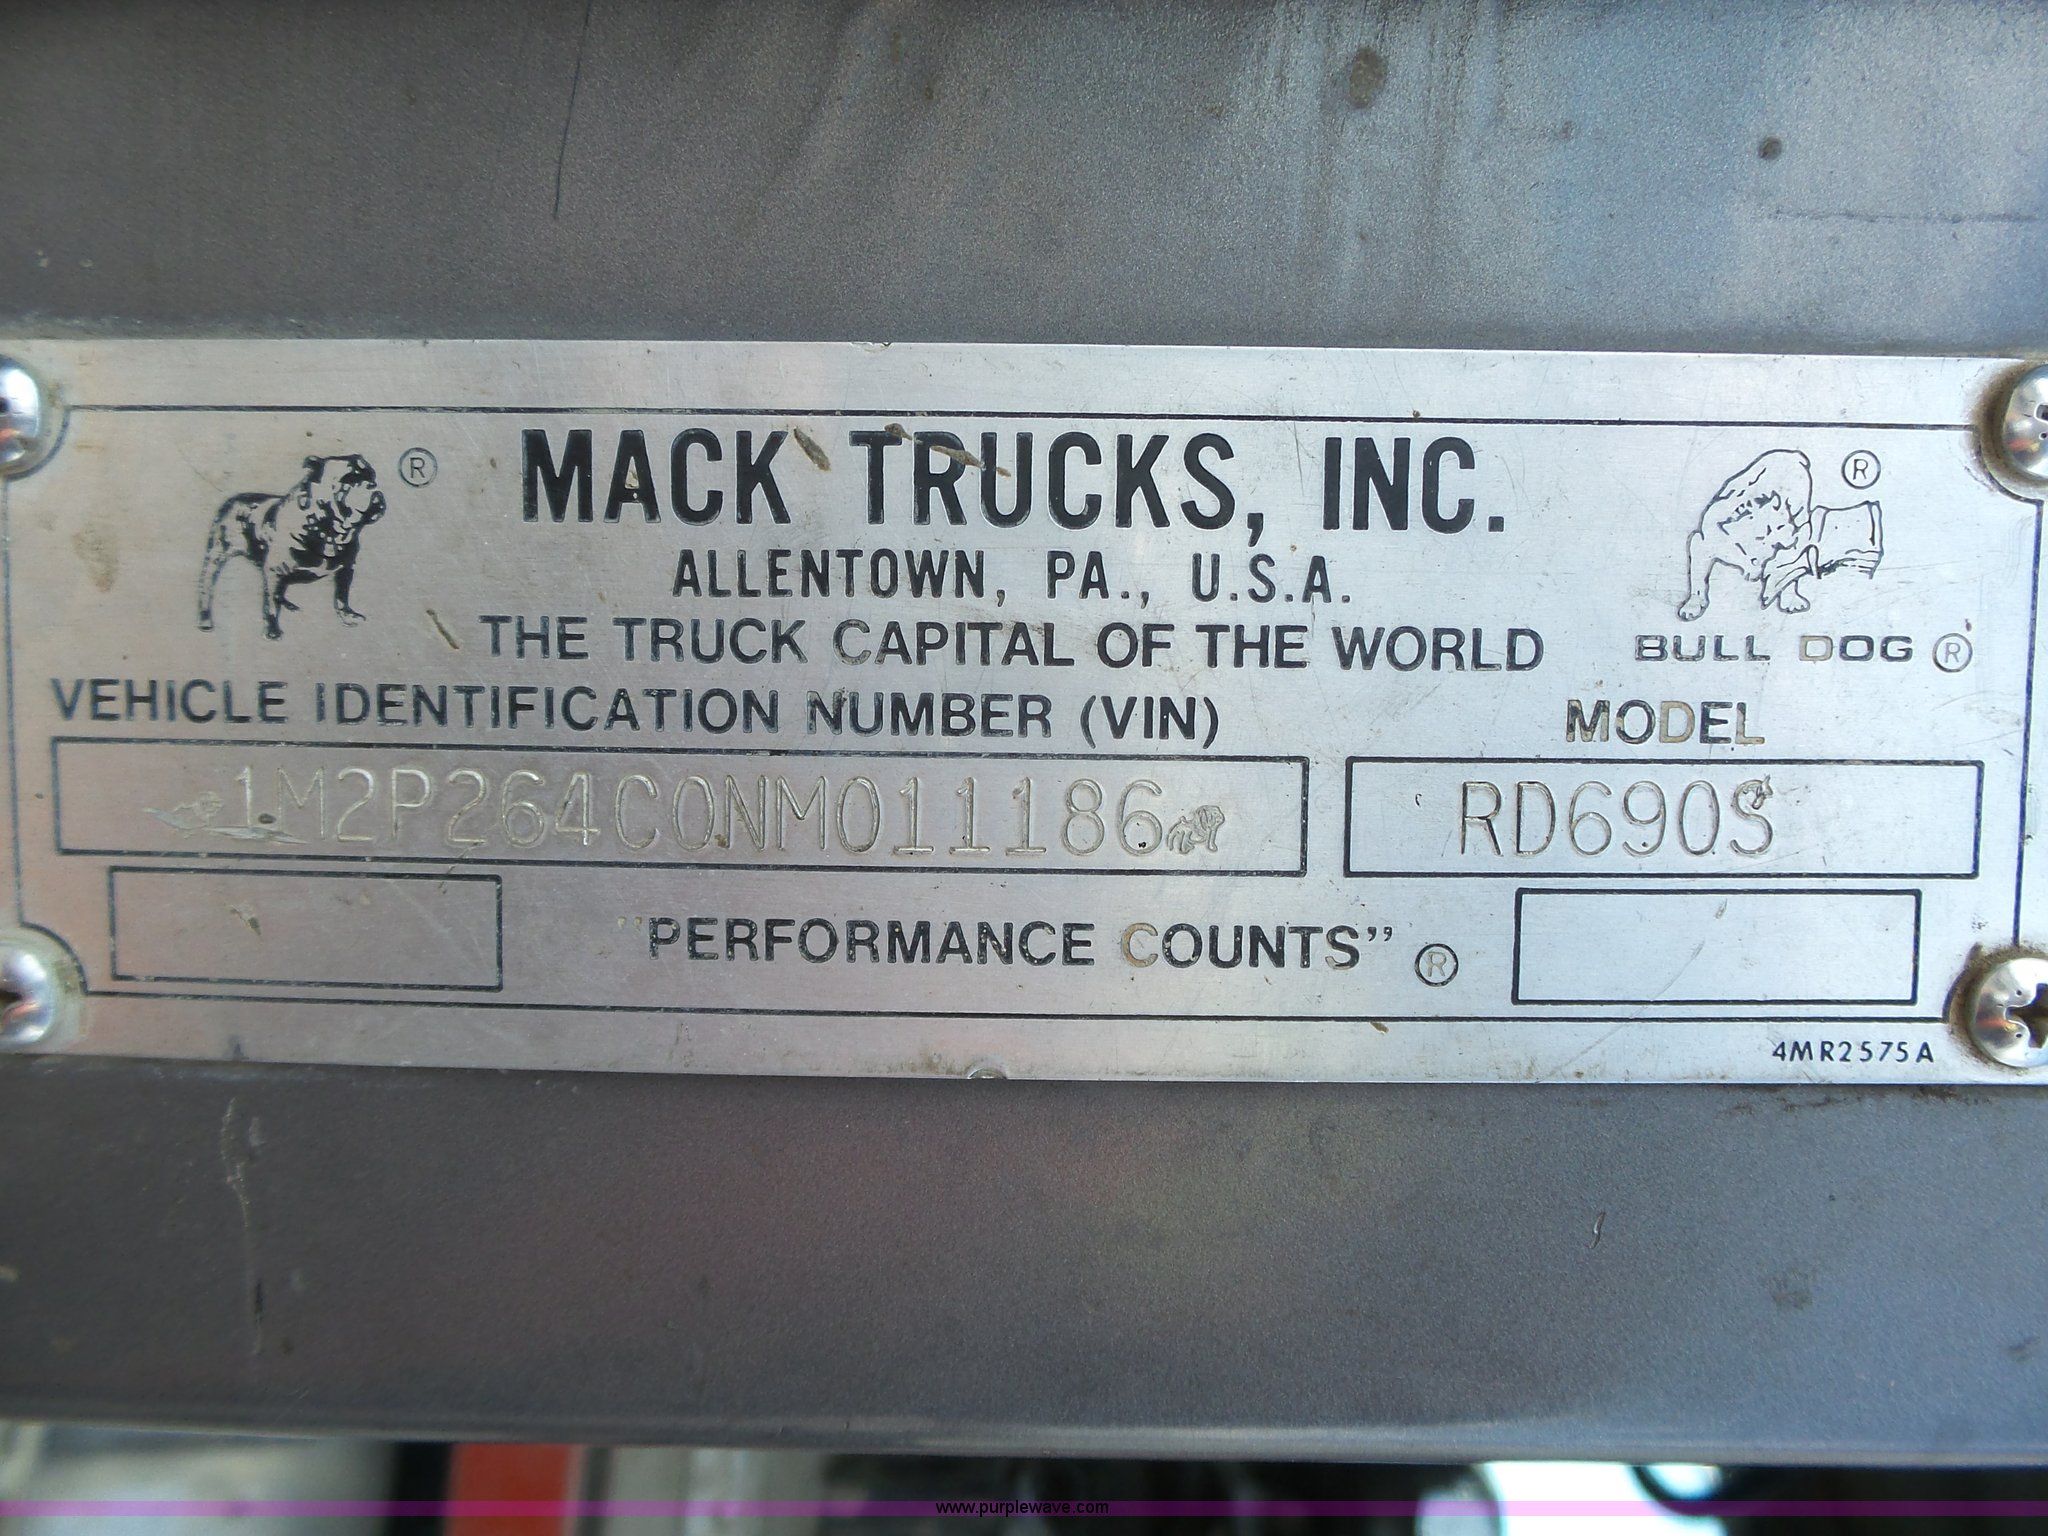 MACK TRUCKS, INC.
ALLENTOWN, PA., U.S.A.
THE TRUCK CAPITAL OF THE WORLD
® ® BULL DOG ®
VEHICLE IDENTIFICATION NUMBER (VIN) MODEL
1M2P264C0NM011186 RD690S
"PERFORMANCE COUNTS" ®
4MR2575A
www.purplewave.com